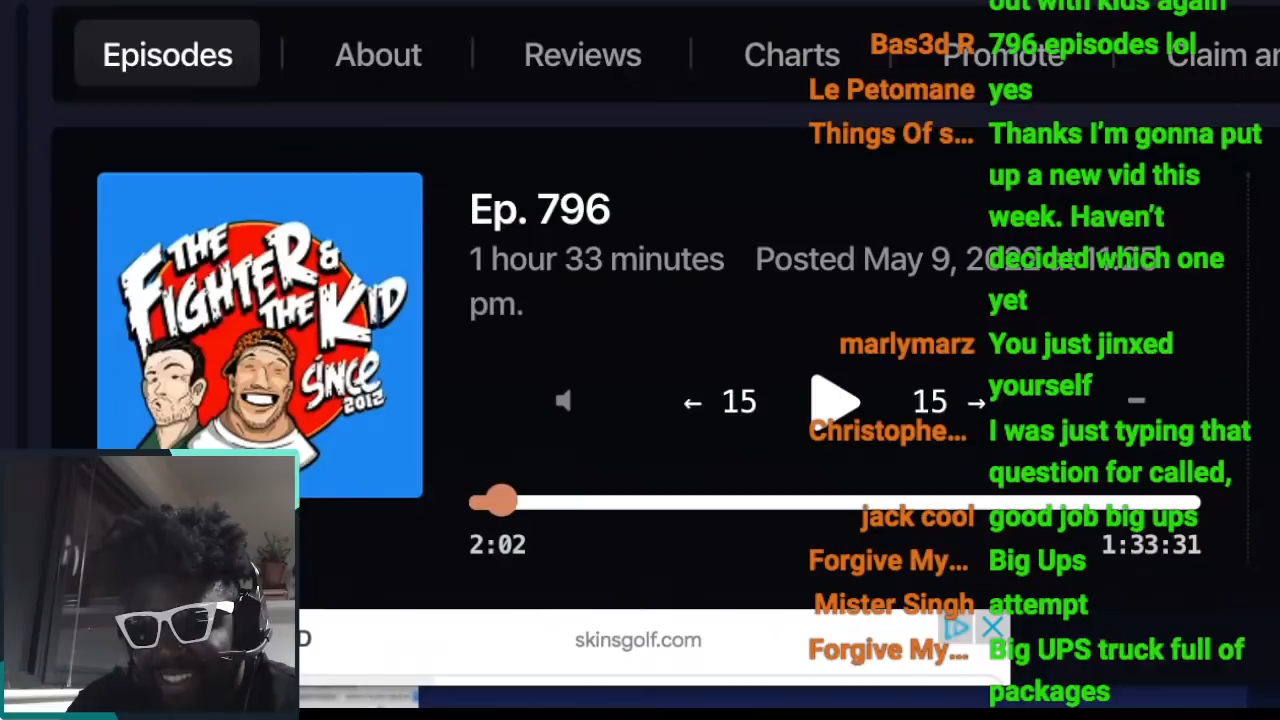 out with kids again
Episodes
About
Reviews
Charts
Promote
Claim
Bas3d R 796 episodes lol
Le Petomane yes
Things Of s... Thanks I'm gonna put
up a new vid this
week. Haven't
decided which one
yet
THE
FIGHTER &
THE KID
SINCE
2012
Ep. 796
1 hour 33 minutes Posted May 9, at
pm.
marlymarz You just jinxed
yourself
← 15
15 →
Christophe... I was just typing that
question for called,
jack cool good job big ups
2:02
1:33:31
Forgive My... Big Ups
Mister Singh attempt
D
skinsgolf.com
Forgive My... Big UPS truck full of
packages